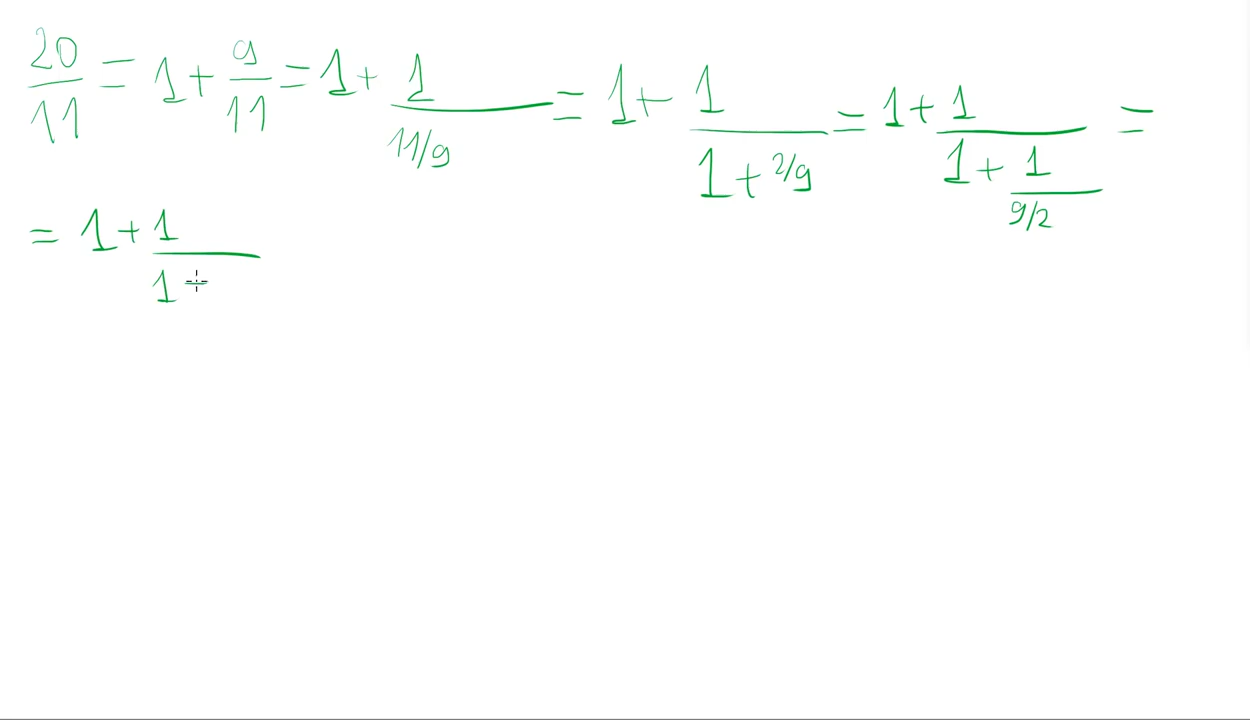 20/11 = 1 + 9/11 = 1 + 1/(11/9) = 1 + 1/(1 + 2/9) = 1 + 1/(1 + 1/(9/2)) =
= 1 + 1/(1 +